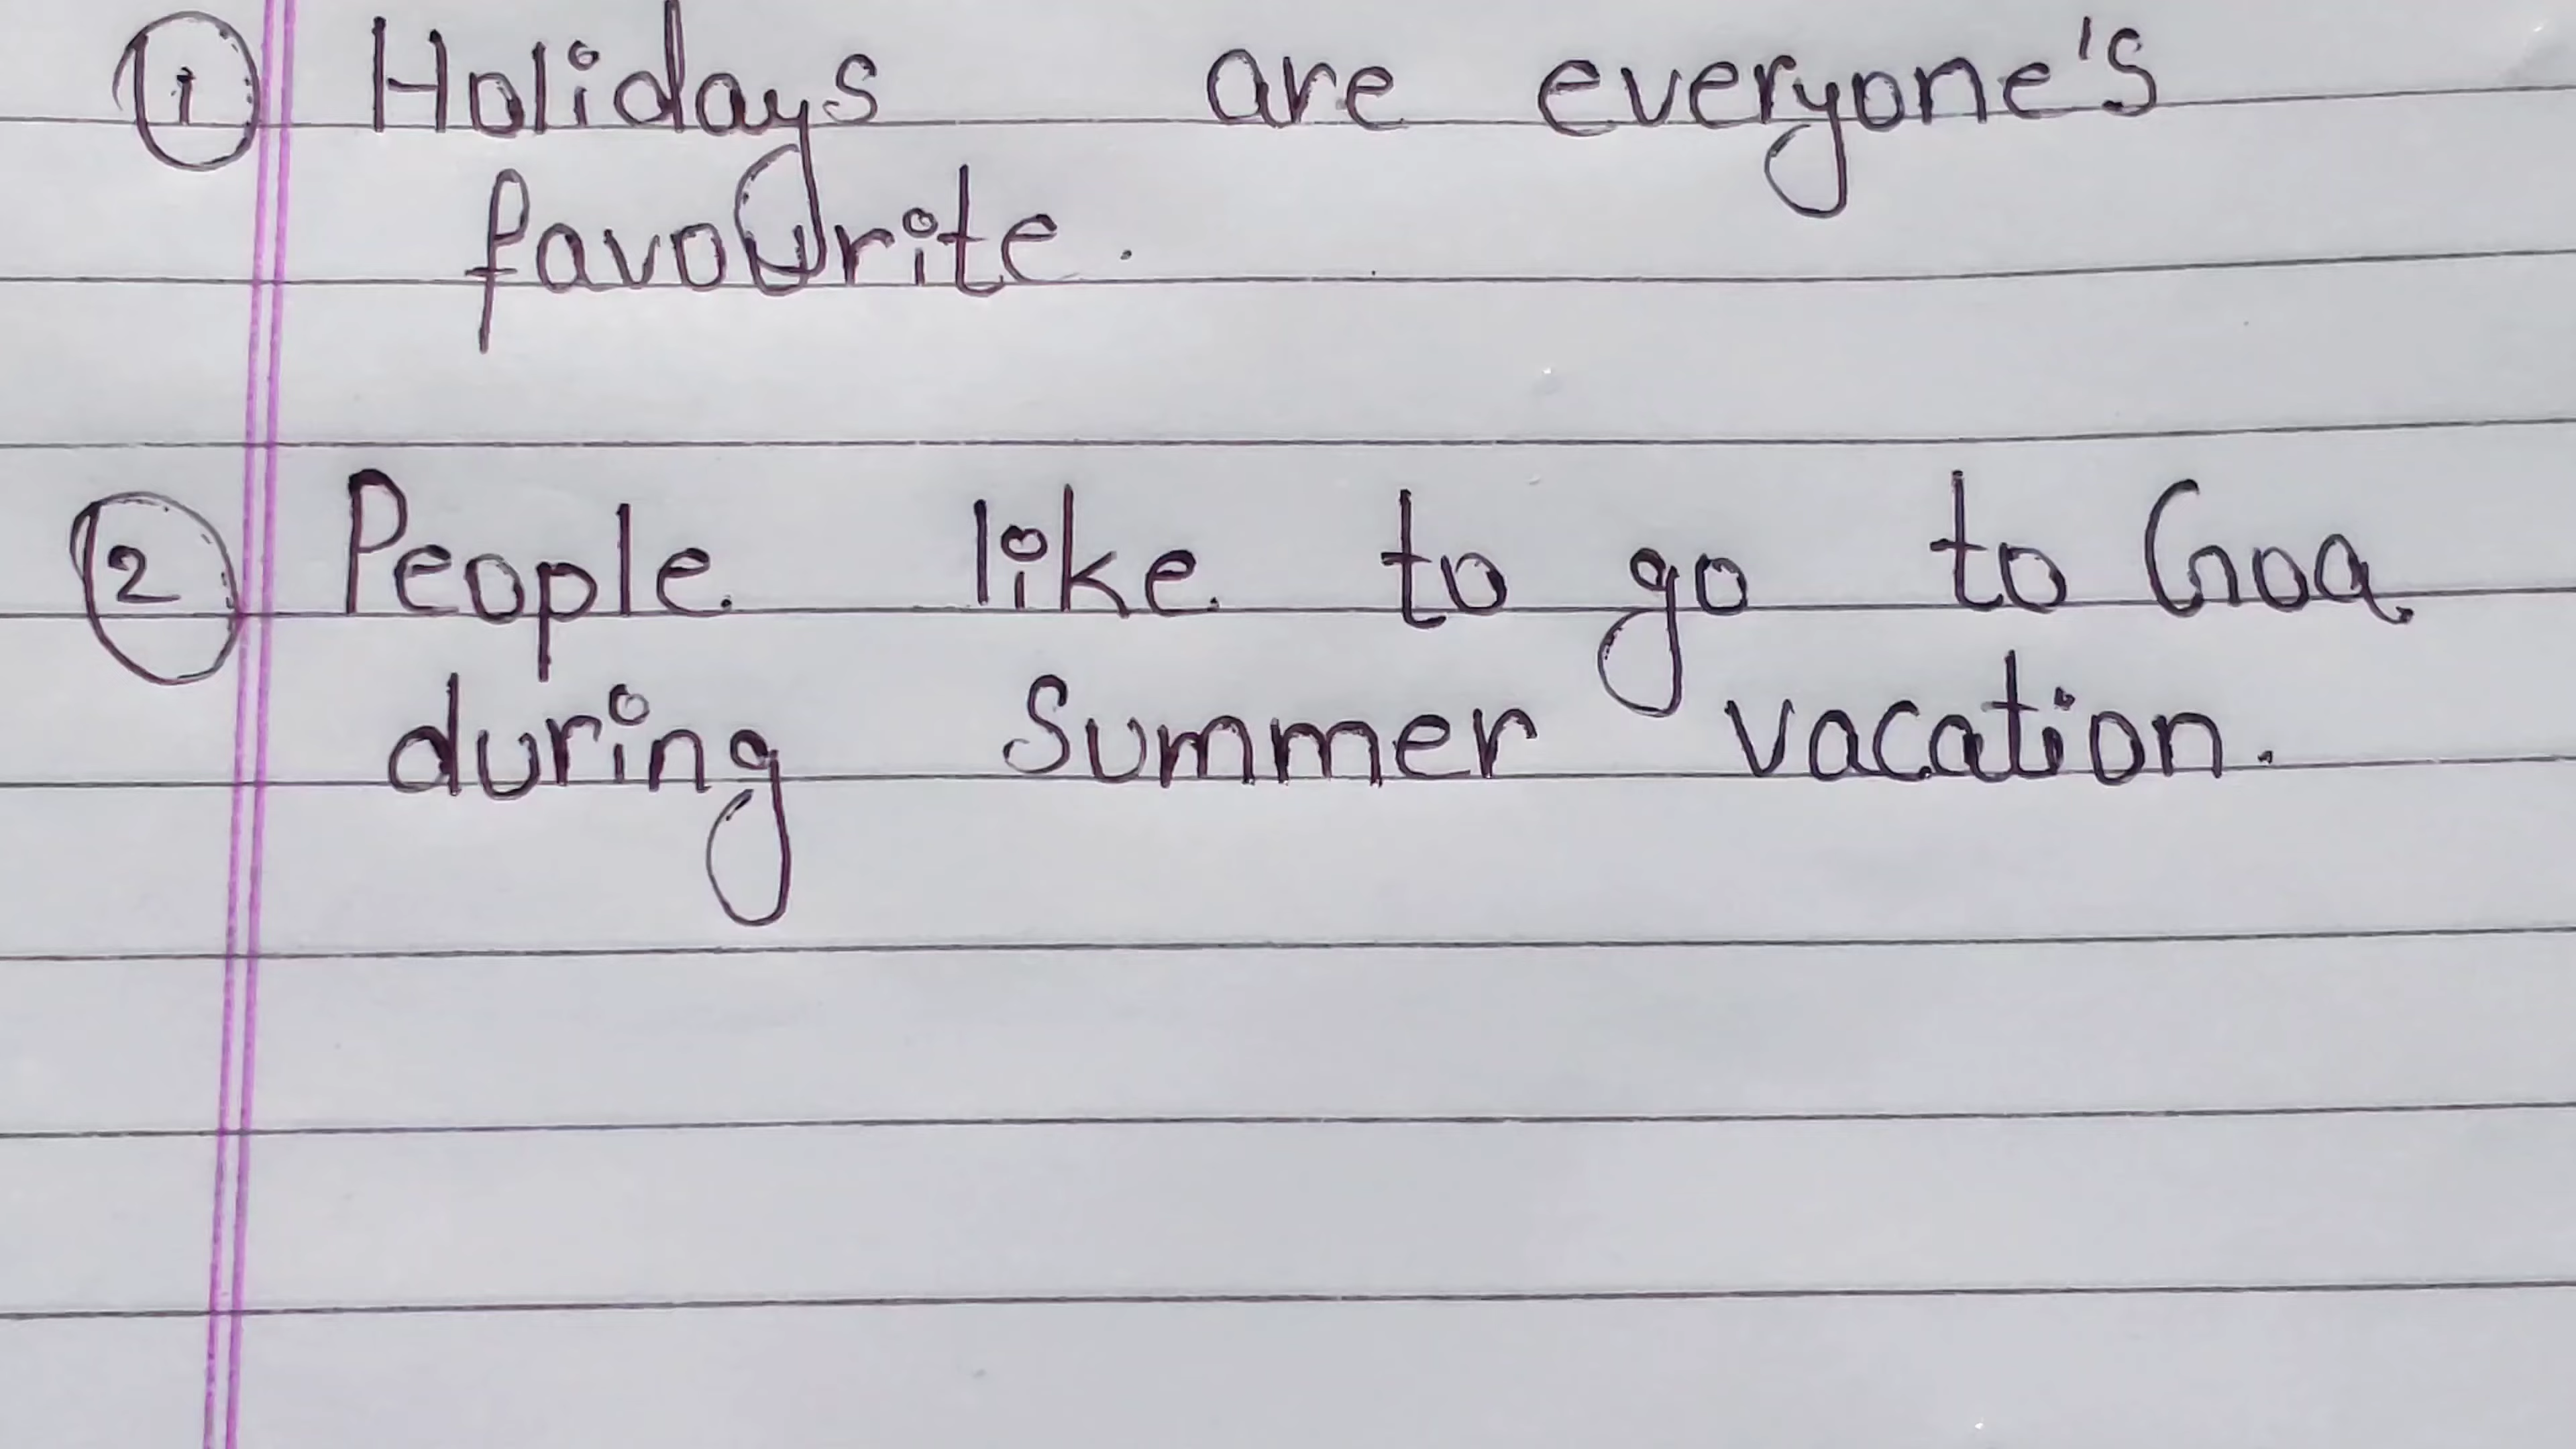 1 Holidays are everyone's
favourite.
2 People like to go to Goa
during Summer vacation.